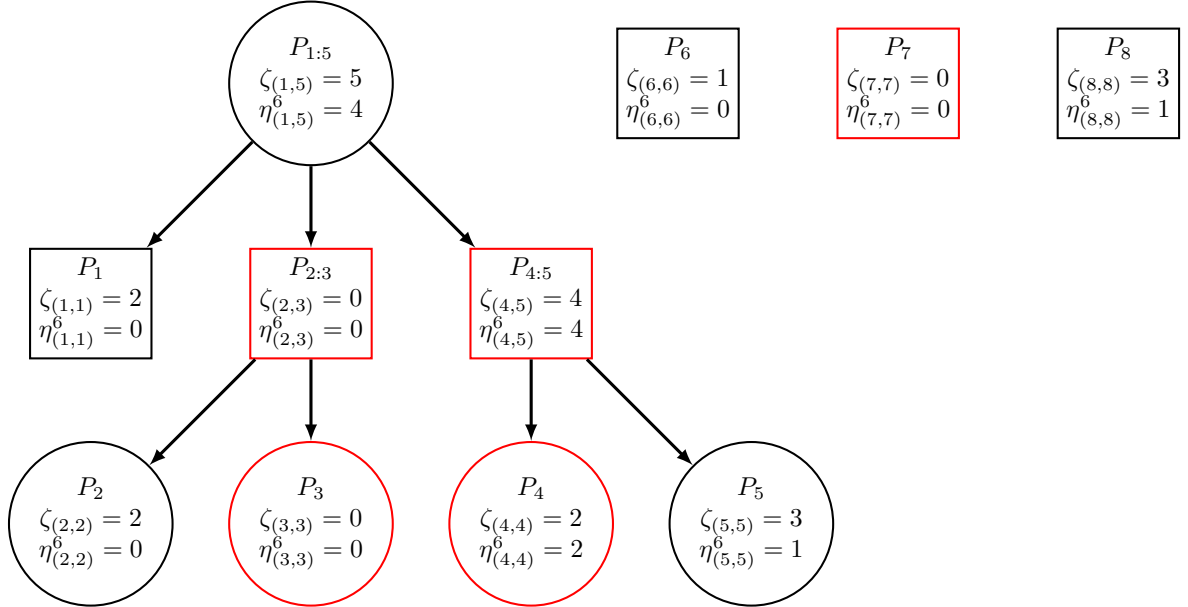 P_{1:5}
ζ_{(1,5)} = 5
η^6_{(1,5)} = 4
P_6
ζ_{(6,6)} = 1
η^6_{(6,6)} = 0
P_7
ζ_{(7,7)} = 0
η^6_{(7,7)} = 0
P_8
ζ_{(8,8)} = 3
η^6_{(8,8)} = 1
P_1
ζ_{(1,1)} = 2
η^6_{(1,1)} = 0
P_{2:3}
ζ_{(2,3)} = 0
η^6_{(2,3)} = 0
P_{4:5}
ζ_{(4,5)} = 4
η^6_{(4,5)} = 4
P_2
ζ_{(2,2)} = 2
η^6_{(2,2)} = 0
P_3
ζ_{(3,3)} = 0
η^6_{(3,3)} = 0
P_4
ζ_{(4,4)} = 2
η^6_{(4,4)} = 2
P_5
ζ_{(5,5)} = 3
η^6_{(5,5)} = 1